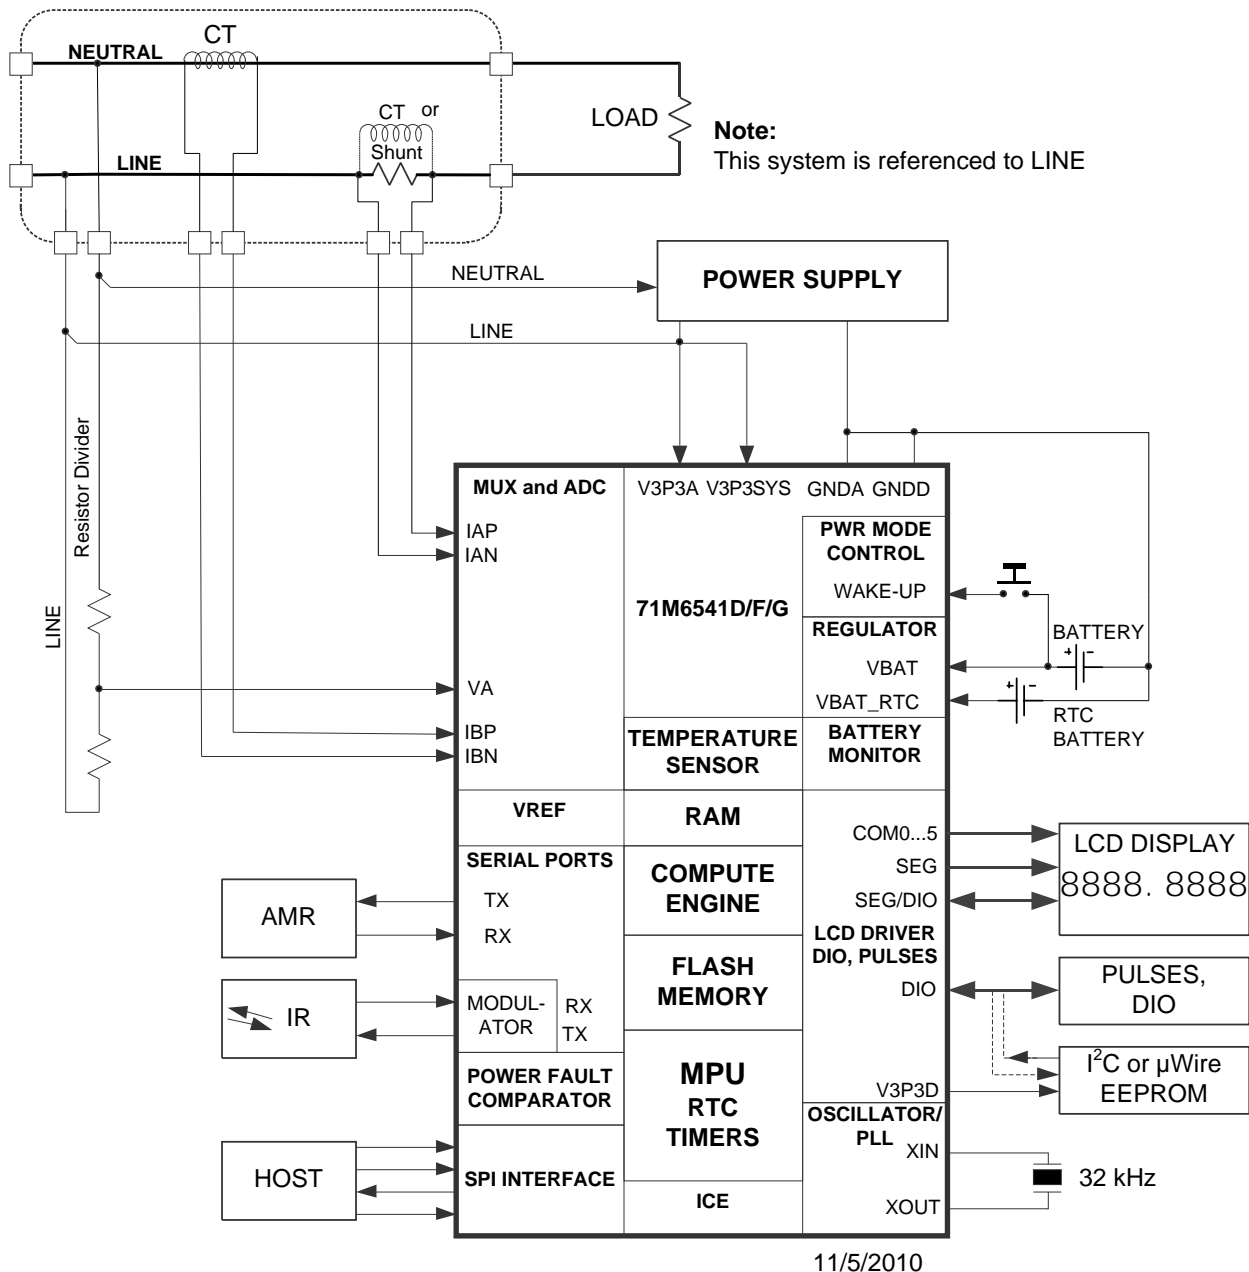 CT
NEUTRAL
CT or
Shunt
LINE
LOAD
Note:
This system is referenced to LINE
NEUTRAL
POWER SUPPLY
LINE
Resistor Divider
LINE
MUX and ADC
V3P3A V3P3SYS GNDA GNDD
IAP
IAN
PWR MODE
CONTROL
WAKE-UP
71M6541D/F/G
REGULATOR
BATTERY
+ -
VBAT
VA
VBAT_RTC
+ -
RTC
BATTERY
IBP
IBN
TEMPERATURE
SENSOR
BATTERY
MONITOR
VREF
RAM
COM0...5
SEG
SEG/DIO
LCD DISPLAY
8888. 8888
SERIAL PORTS
TX
RX
AMR
COMPUTE
ENGINE
LCD DRIVER
DIO, PULSES
FLASH
MEMORY
DIO
PULSES,
DIO
IR
MODUL-
ATOR
RX
TX
I²C or µWire
EEPROM
POWER FAULT
COMPARATOR
MPU
RTC
TIMERS
V3P3D
OSCILLATOR/
PLL
XIN
HOST
SPI INTERFACE
32 kHz
ICE
XOUT
11/5/2010